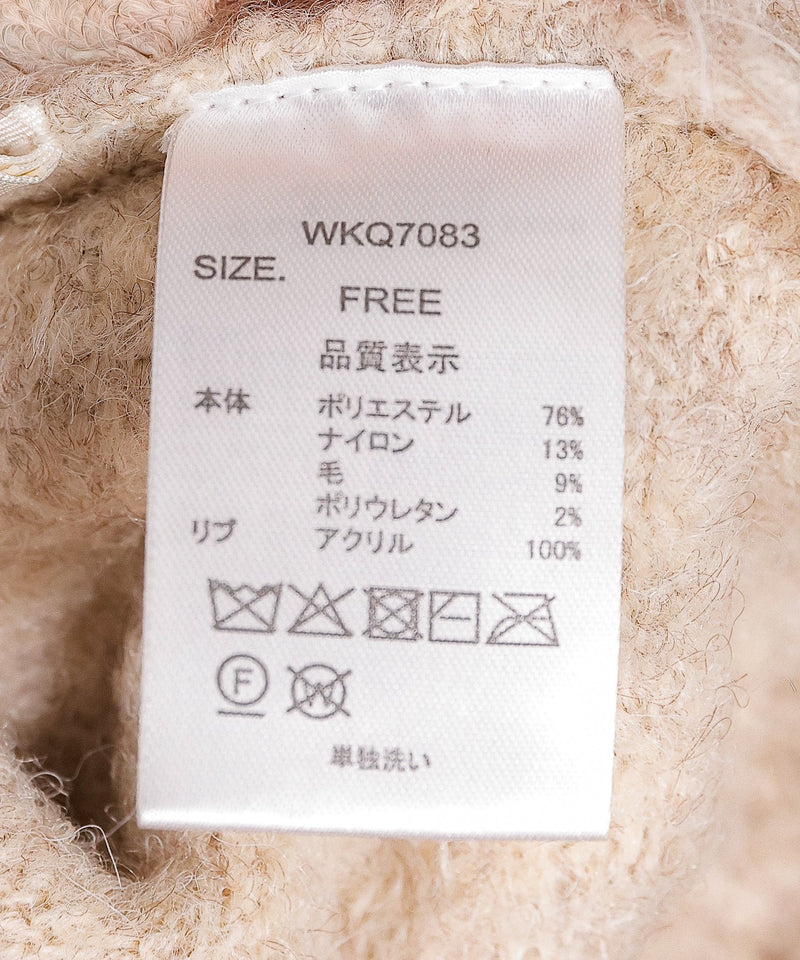 WKQ7083
SIZE.
FREE
品質表示
本体 ポリエステル 76%
ナイロン 13%
毛 9%
ポリウレタン 2%
リブ アクリル 100%
F W
単独洗い